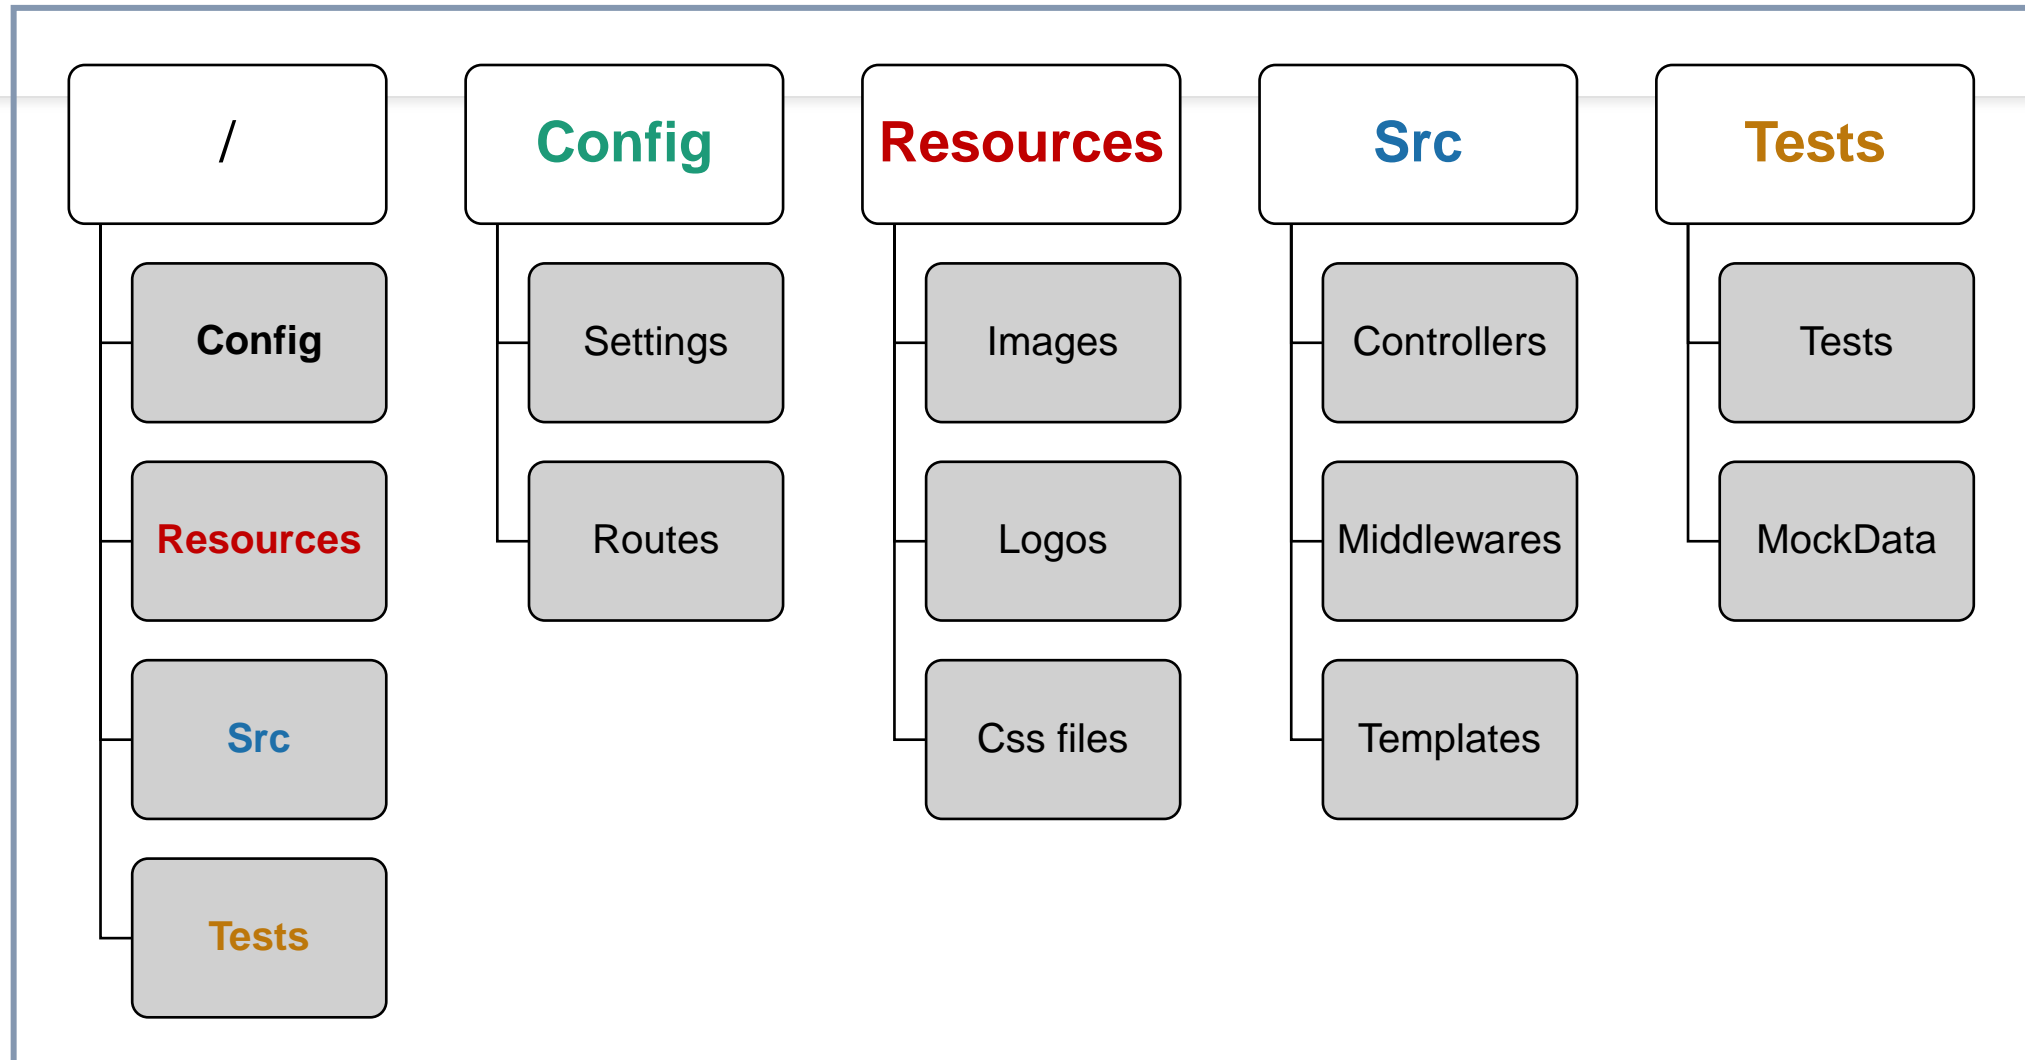 /
Config
Resources
Src
Tests
Config
Settings
Images
Controllers
Tests
Resources
Routes
Logos
Middlewares
MockData
Src
Css files
Templates
Tests